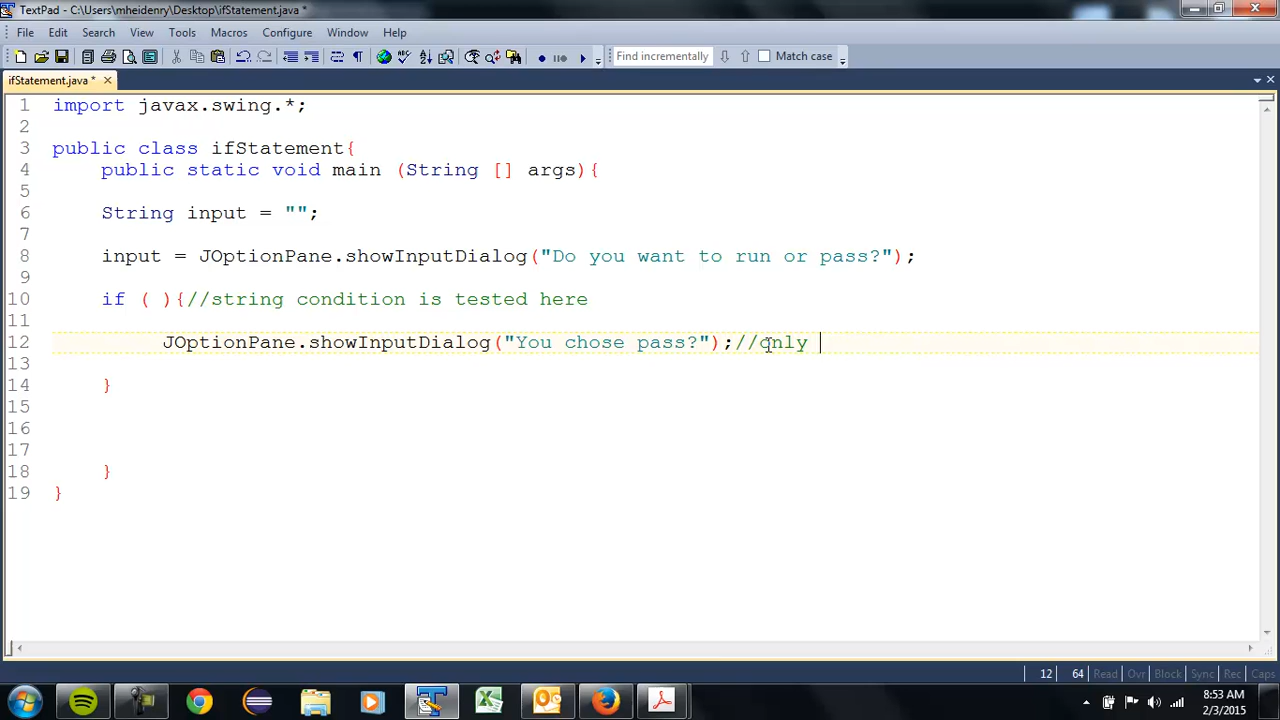 TextPad - C:\Users\mheidenry\Desktop\ifStatement.java *
File Edit Search View Tools Macros Configure Window Help
Find incrementally Match case
ifStatement.java *
1 import javax.swing.*;
2
3 public class ifStatement{
4 public static void main (String [] args){
5
6 String input = "";
7
8 input = JOptionPane.showInputDialog("Do you want to run or pass?");
9
10 if ( ){//string condition is tested here
11
12 JOptionPane.showInputDialog("You chose pass?");//only
13
14 }
15
16
17
18 }
19 }
12 64 Read Ovr Block Sync Rec Caps
8:53 AM
2/3/2015